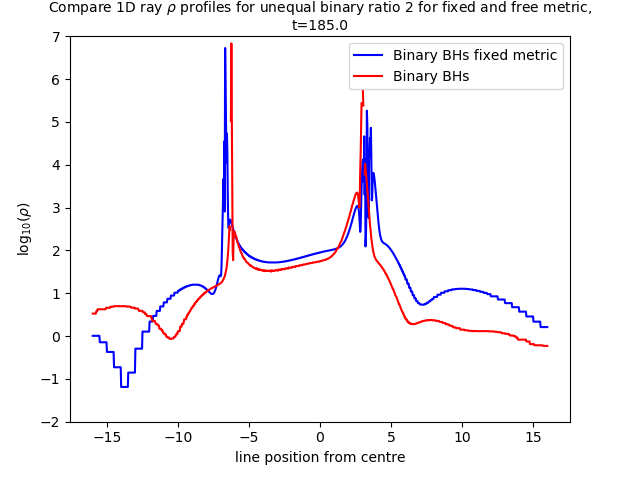 Compare 1D ray ρ profiles for unequal binary ratio 2 for fixed and free metric,
t=185.0
Binary BHs fixed metric
Binary BHs
log₁₀(ρ)
7
6
5
4
3
2
1
0
−1
−2
−15 −10 −5 0 5 10 15
line position from centre